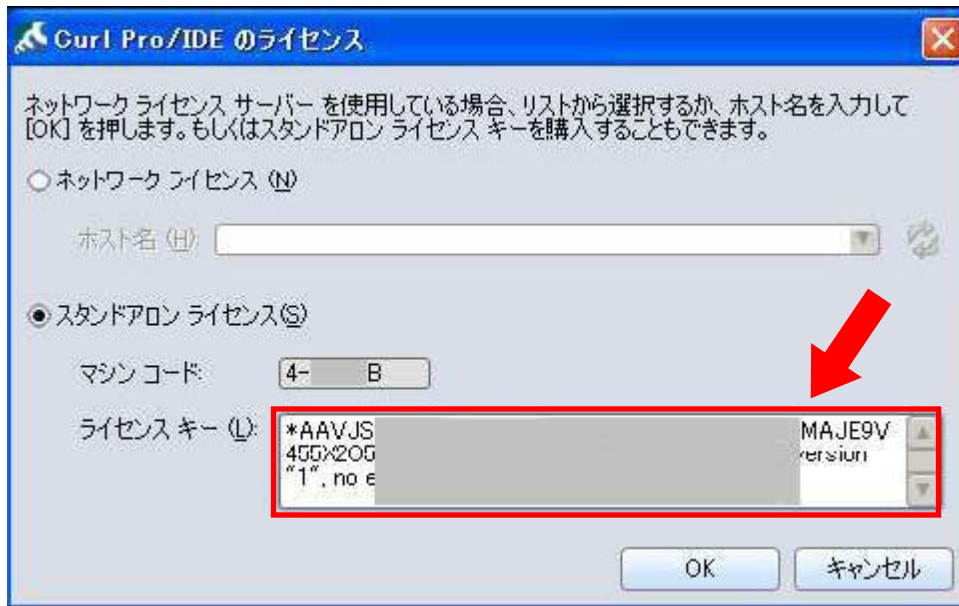 Curl Pro/IDE のライセンス
ネットワーク ライセンス サーバー を使用している場合、リストから選択するか、ホスト名を入力して
[OK] を押します。もしくはスタンドアロン ライセンス キーを購入することもできます。
ネットワーク ライセンス (N)
ホスト名 (H):
スタンドアロン ライセンス(S)
マシン コード: 4- B
ライセンス キー (L): *AAVJS MAJE9V
455X205 version
"1", no e
OK キャンセル